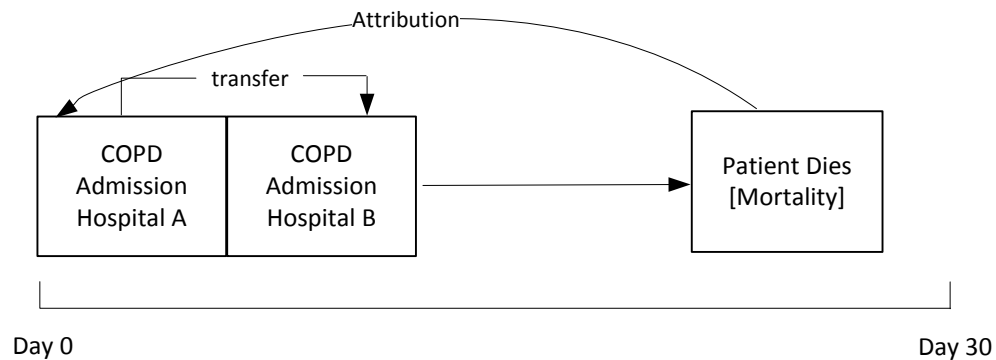 Attribution
transfer
COPD
Admission
Hospital A
COPD
Admission
Hospital B
Patient Dies
[Mortality]
Day 0
Day 30